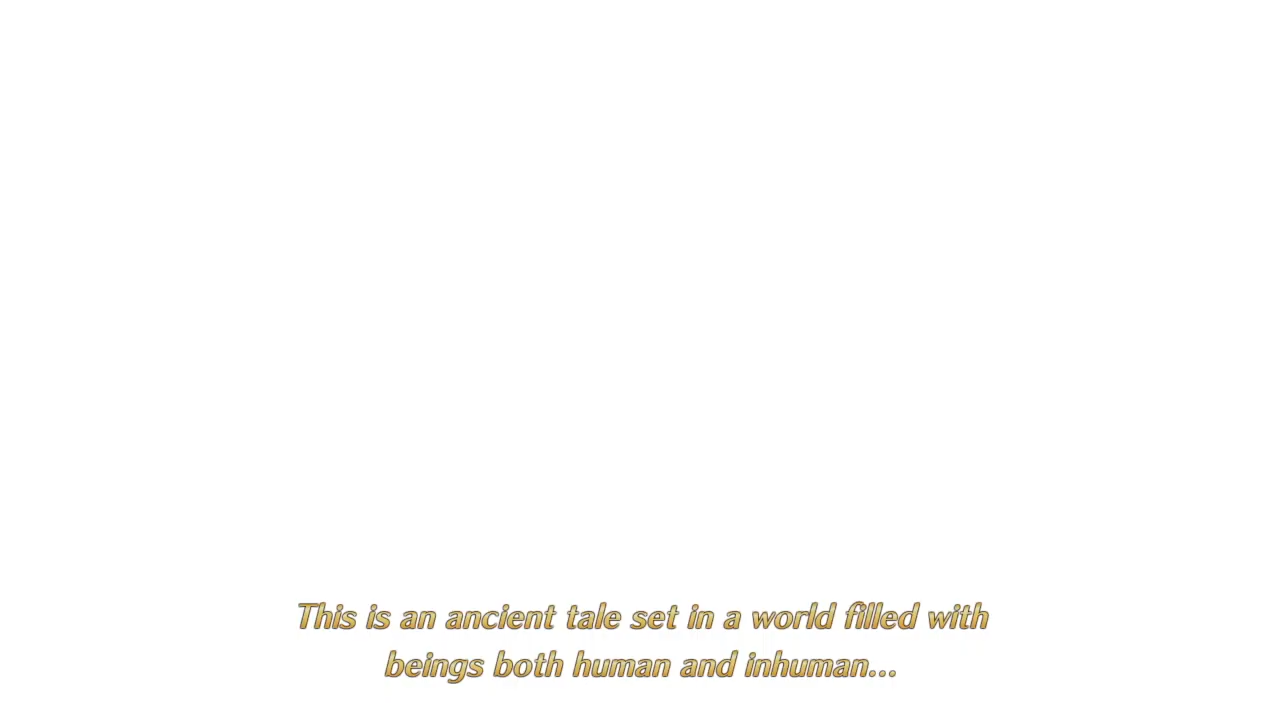 This is an ancient tale set in a world filled with
beings both human and inhuman...